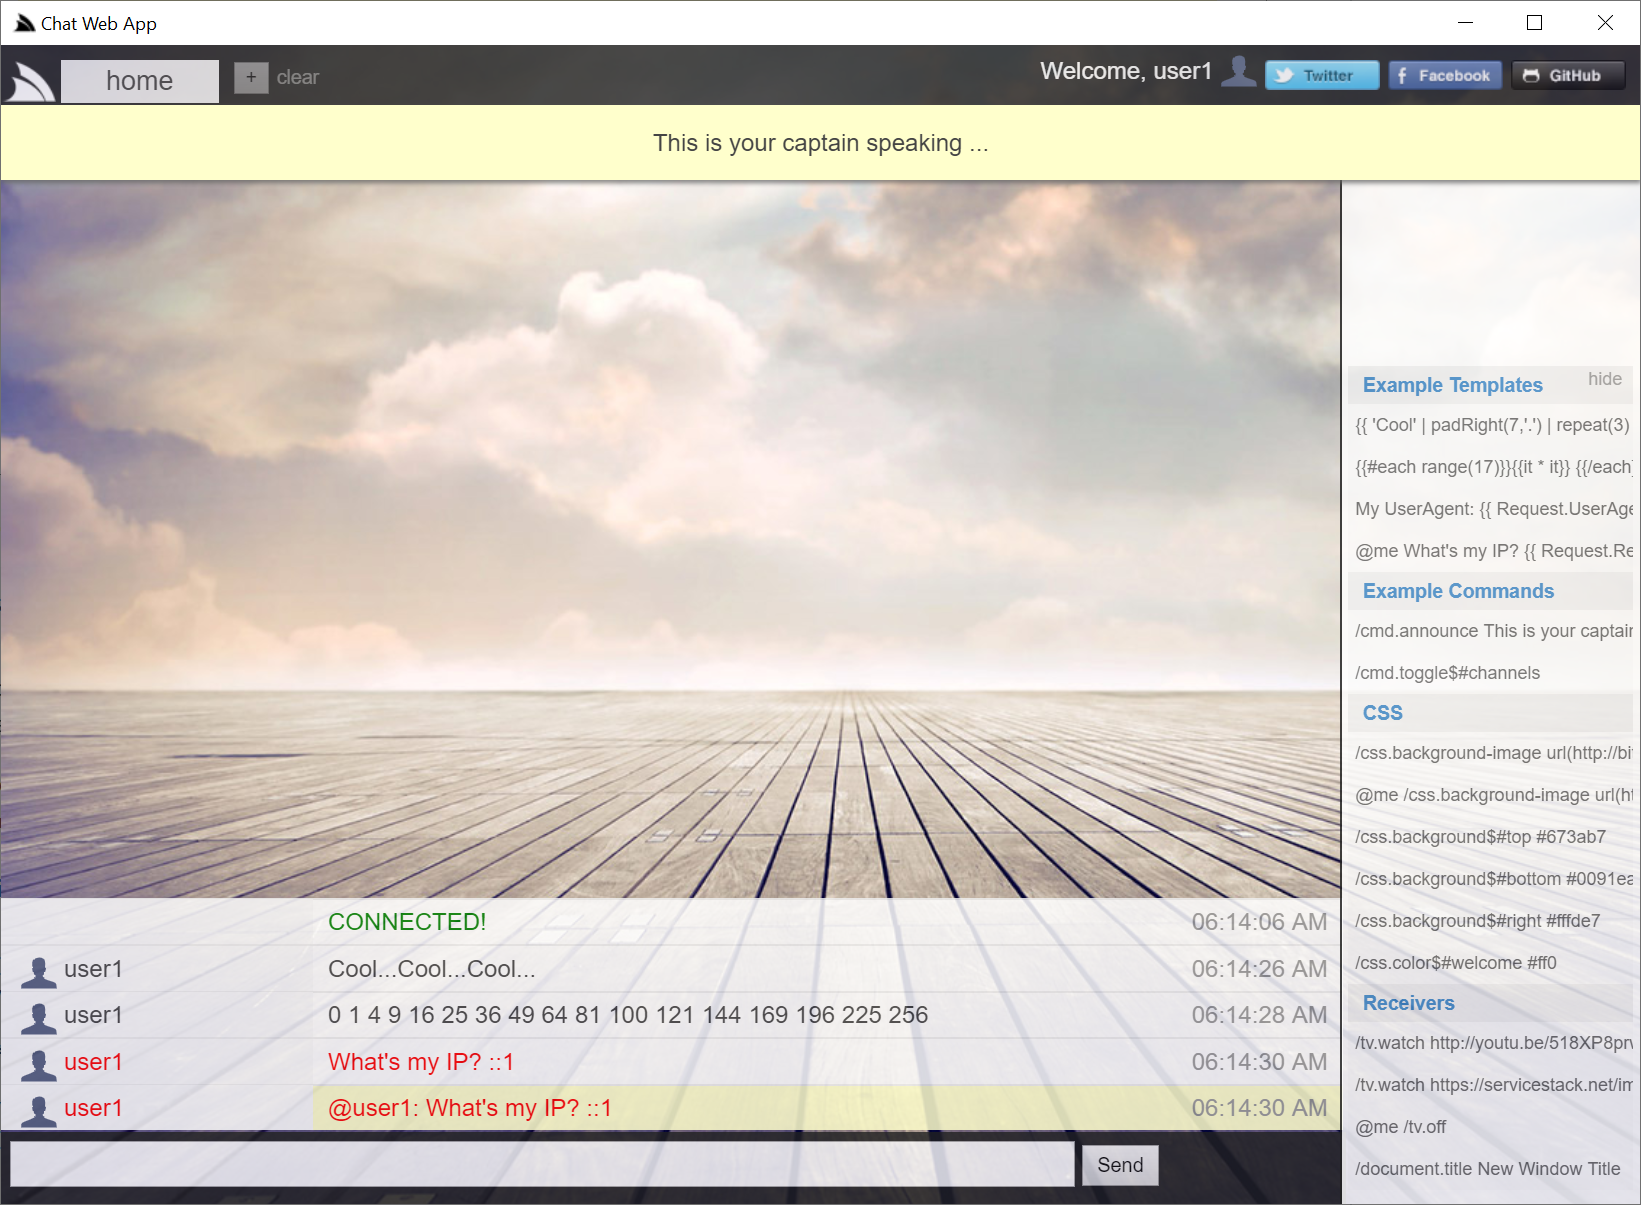 Chat Web App
home + clear Welcome, user1 Twitter Facebook GitHub
This is your captain speaking ...
Example Templates hide
{{ 'Cool' | padRight(7,'.') | repeat(3)
{{#each range(17)}}{{it * it}} {{/each}
My UserAgent: {{ Request.UserAge
@me What's my IP? {{ Request.Re
Example Commands
/cmd.announce This is your captain
/cmd.toggle$#channels
CSS
/css.background-image url(http://bi
@me /css.background-image url(ht
/css.background$#top #673ab7
/css.background$#bottom #0091ea
/css.background$#right #fffde7
/css.color$#welcome #ff0
Receivers
/tv.watch http://youtu.be/518XP8prv
/tv.watch https://servicestack.net/im
@me /tv.off
/document.title New Window Title
CONNECTED! 06:14:06 AM
user1 Cool...Cool...Cool... 06:14:26 AM
user1 0 1 4 9 16 25 36 49 64 81 100 121 144 169 196 225 256 06:14:28 AM
user1 What's my IP? ::1 06:14:30 AM
user1 @user1: What's my IP? ::1 06:14:30 AM
Send